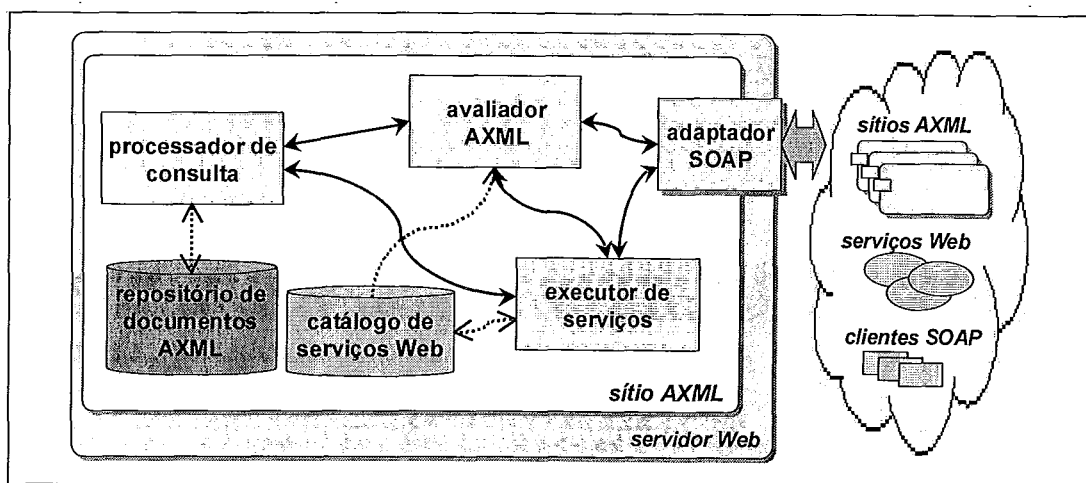 avaliador
AXML
processador de
consulta
adaptador
SOAP
repositório de
documentos
AXML
catálogo de
serviços Web
executor de
serviços
sítio AXML
servidor Web
sítios AXML
serviços Web
clientes SOAP